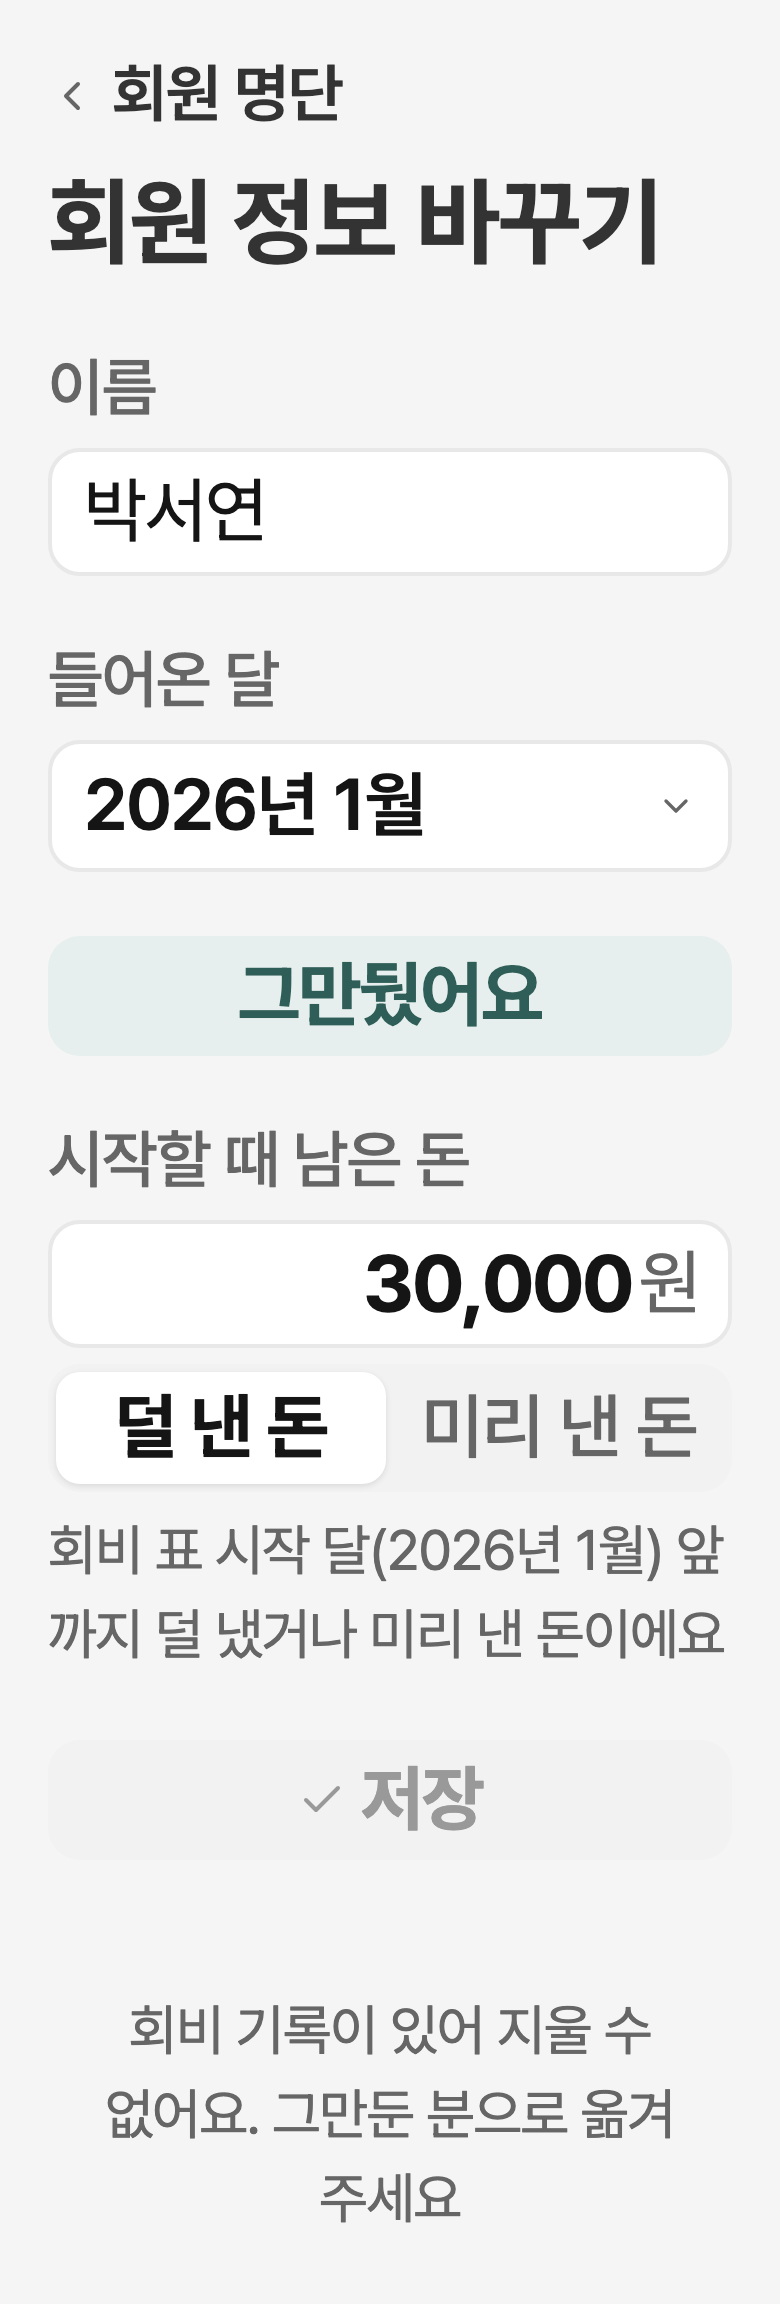 회원 명단
회원 정보 바꾸기
이름
박서연
들어온 달
2026년 1월
그만뒀어요
시작할 때 남은 돈
30,000원
덜 낸 돈 미리 낸 돈
회비 표 시작 달(2026년 1월) 앞
까지 덜 냈거나 미리 낸 돈이에요
저장
회비 기록이 있어 지울 수
없어요. 그만둔 분으로 옮겨
주세요